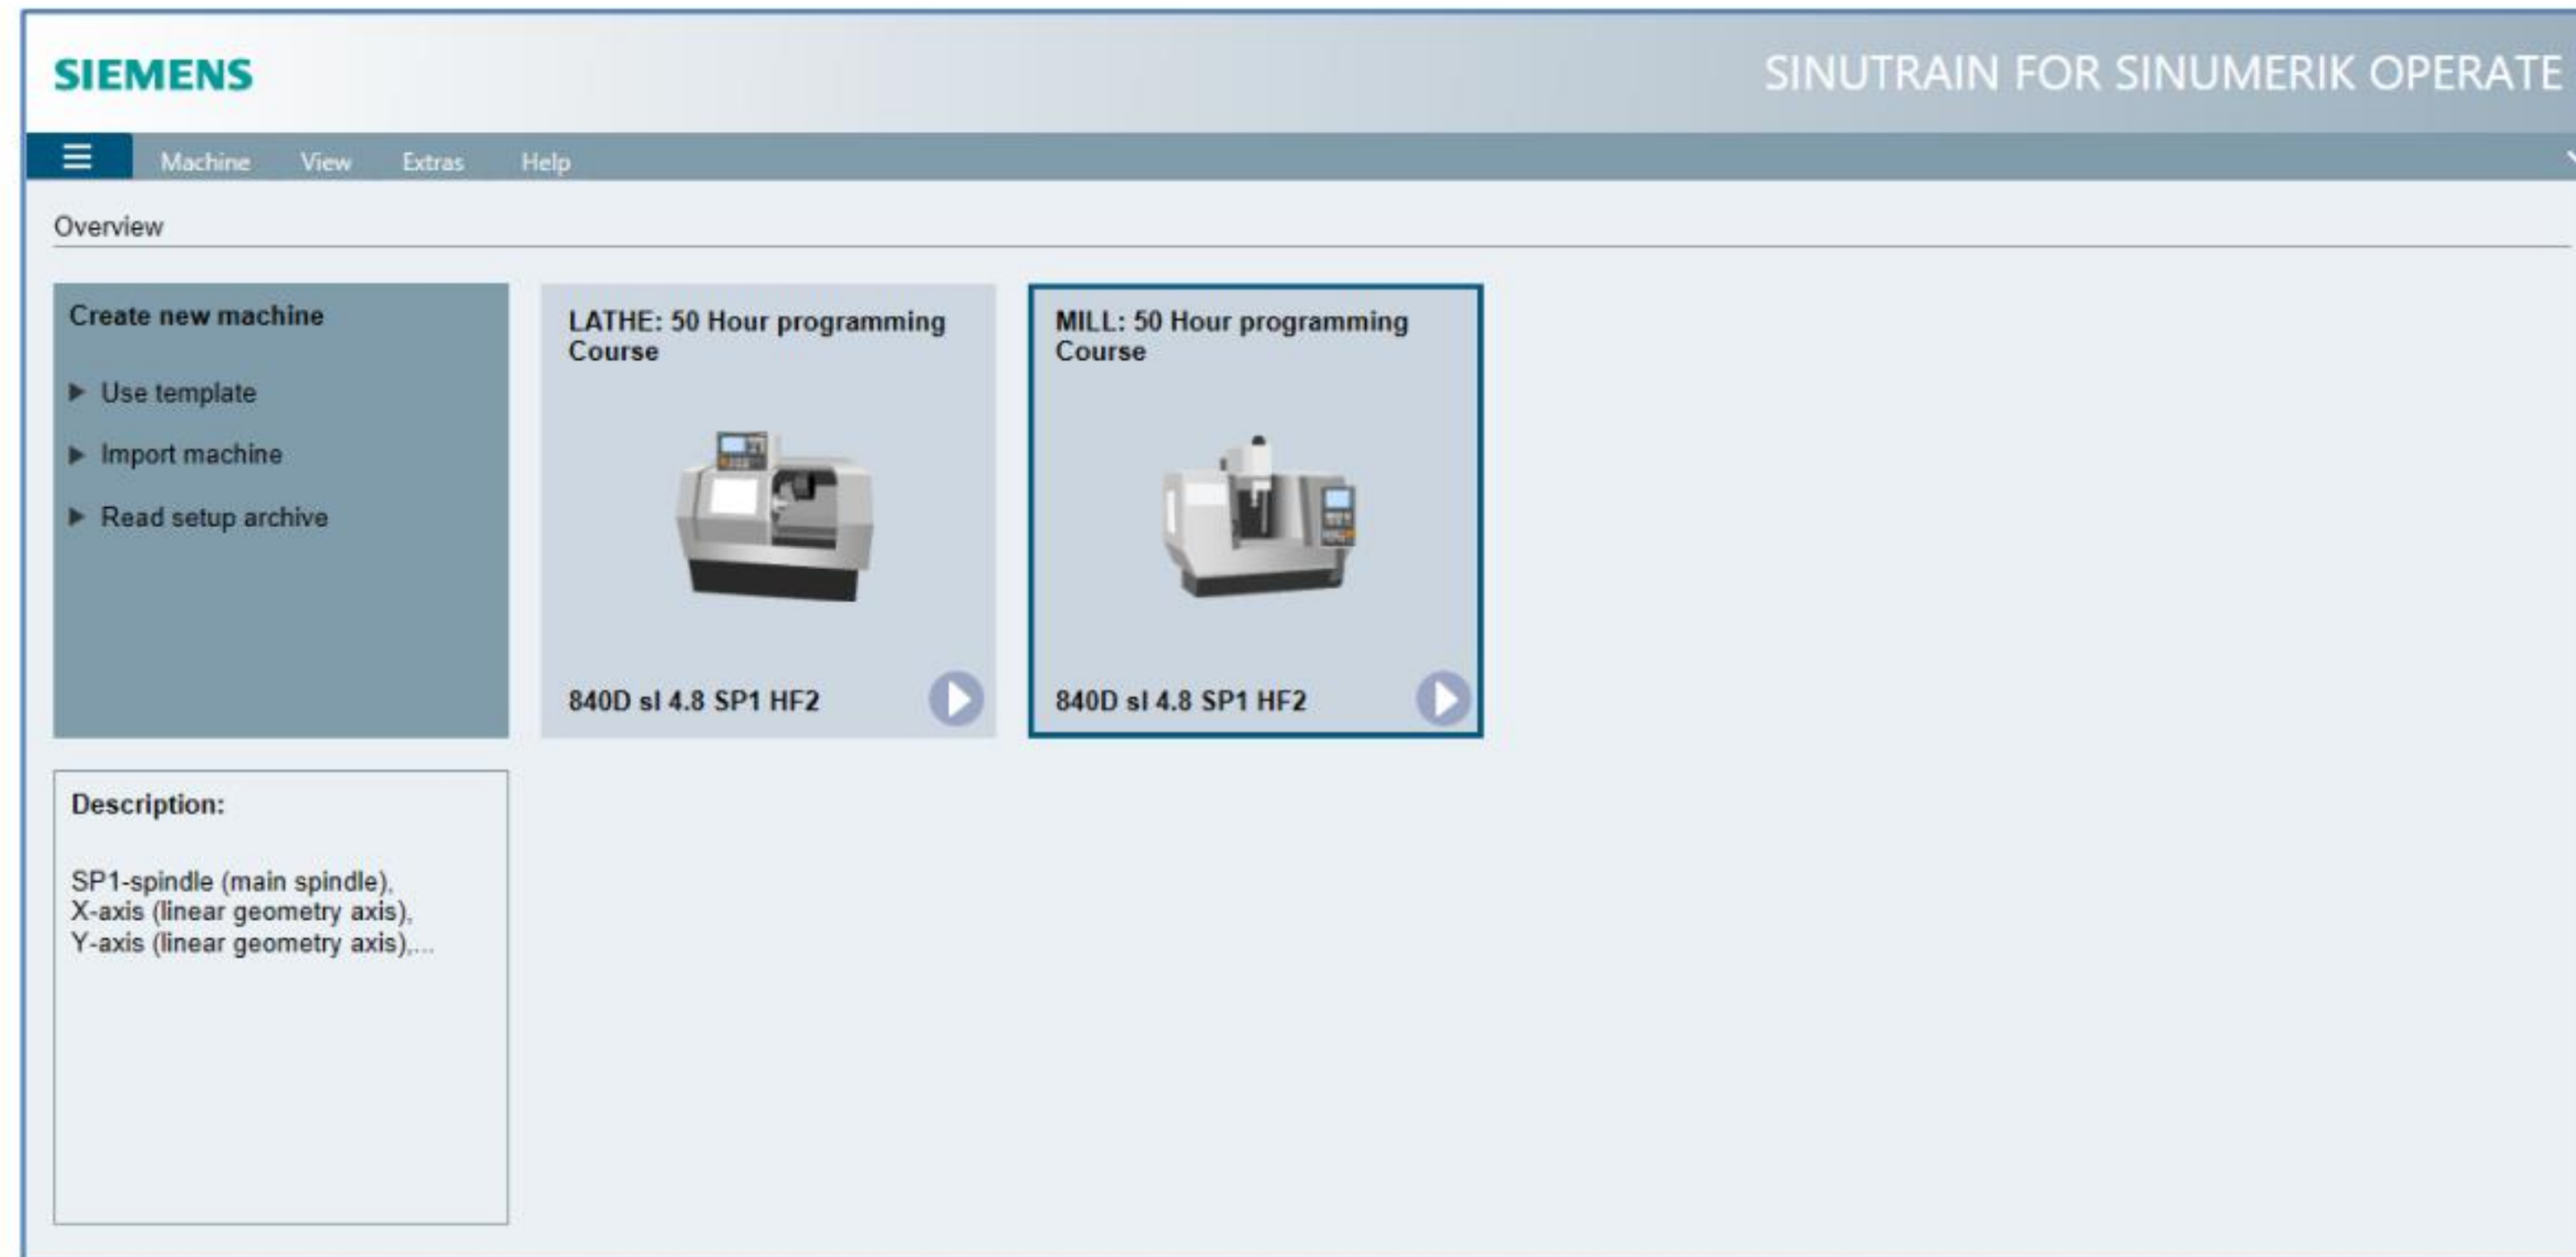 SIEMENS
SINUTRAIN FOR SINUMERIK OPERATE
Machine View Extras Help
Overview
Create new machine
Use template
Import machine
Read setup archive
LATHE: 50 Hour programming
Course
840D sl 4.8 SP1 HF2
MILL: 50 Hour programming
Course
840D sl 4.8 SP1 HF2
Description:
SP1-spindle (main spindle),
X-axis (linear geometry axis),
Y-axis (linear geometry axis),...